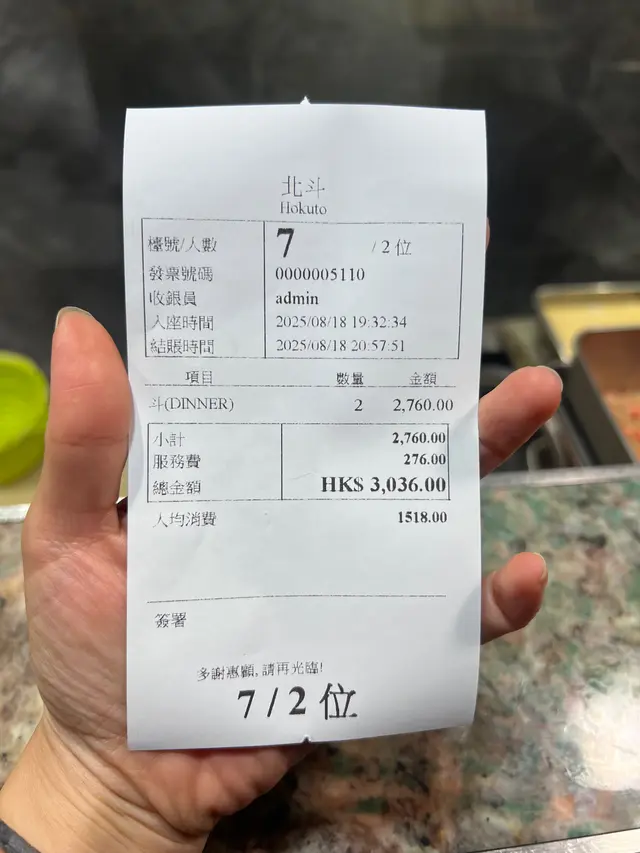 北斗
Hokuto
檯號/人數 7 / 2 位
發票號碼 0000005110
收銀員 admin
入座時間 2025/08/18 19:32:34
結賬時間 2025/08/18 20:57:51
項目 數量 金額
斗(DINNER) 2 2,760.00
小計 2,760.00
服務費 276.00
總金額 HK$ 3,036.00
人均消費 1518.00
簽署
多謝惠顧, 請再光臨!
7 / 2 位